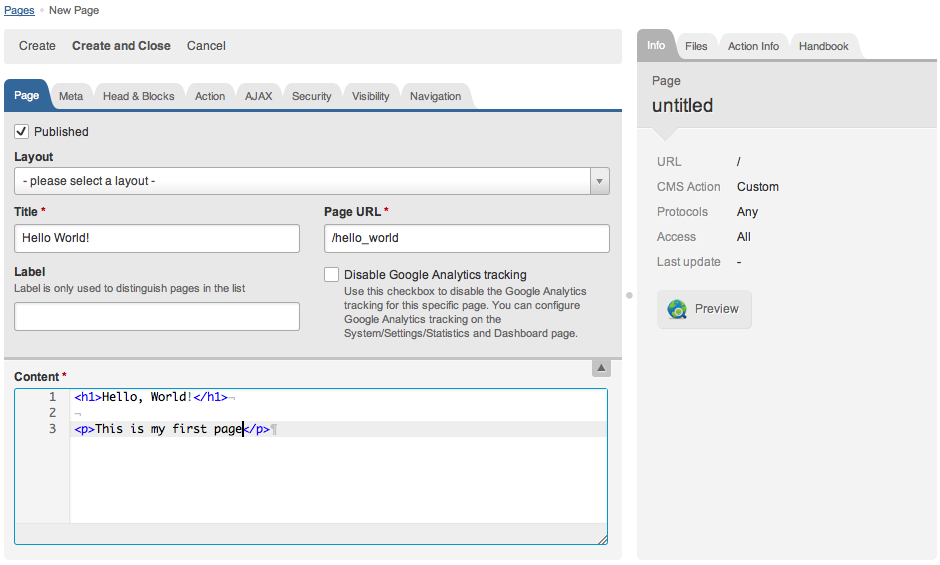 Pages New Page
Create Create and Close Cancel
Page Meta Head & Blocks Action AJAX Security Visibility Navigation
Published
Layout
- please select a layout -
Title * Page URL *
Hello World! /hello_world
Label
Label is only used to distinguish pages in the list
Disable Google Analytics tracking
Use this checkbox to disable the Google Analytics
tracking for this specific page. You can configure
Google Analytics tracking on the
System/Settings/Statistics and Dashboard page.
Content *
1 <h1>Hello, World!</h1>¬
2 ¬
3 <p>This is my first page</p>¶
Info Files Action Info Handbook
Page
untitled
URL /
CMS Action Custom
Protocols Any
Access All
Last update -
Preview